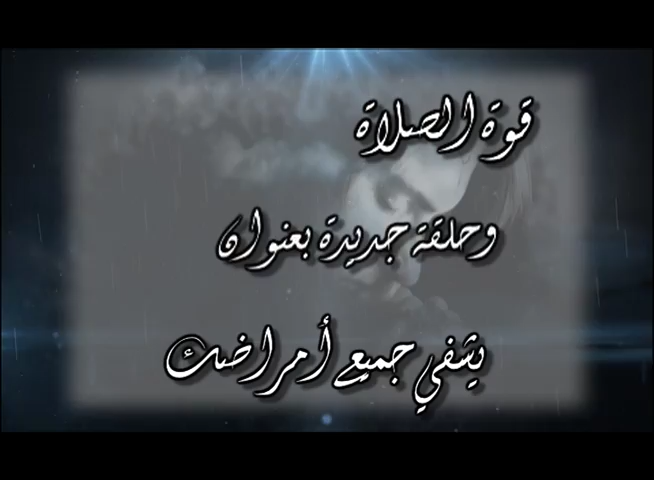 قوة الصلاة
وحلقة جديدة بعنوان
يشفي جميع أمراضك